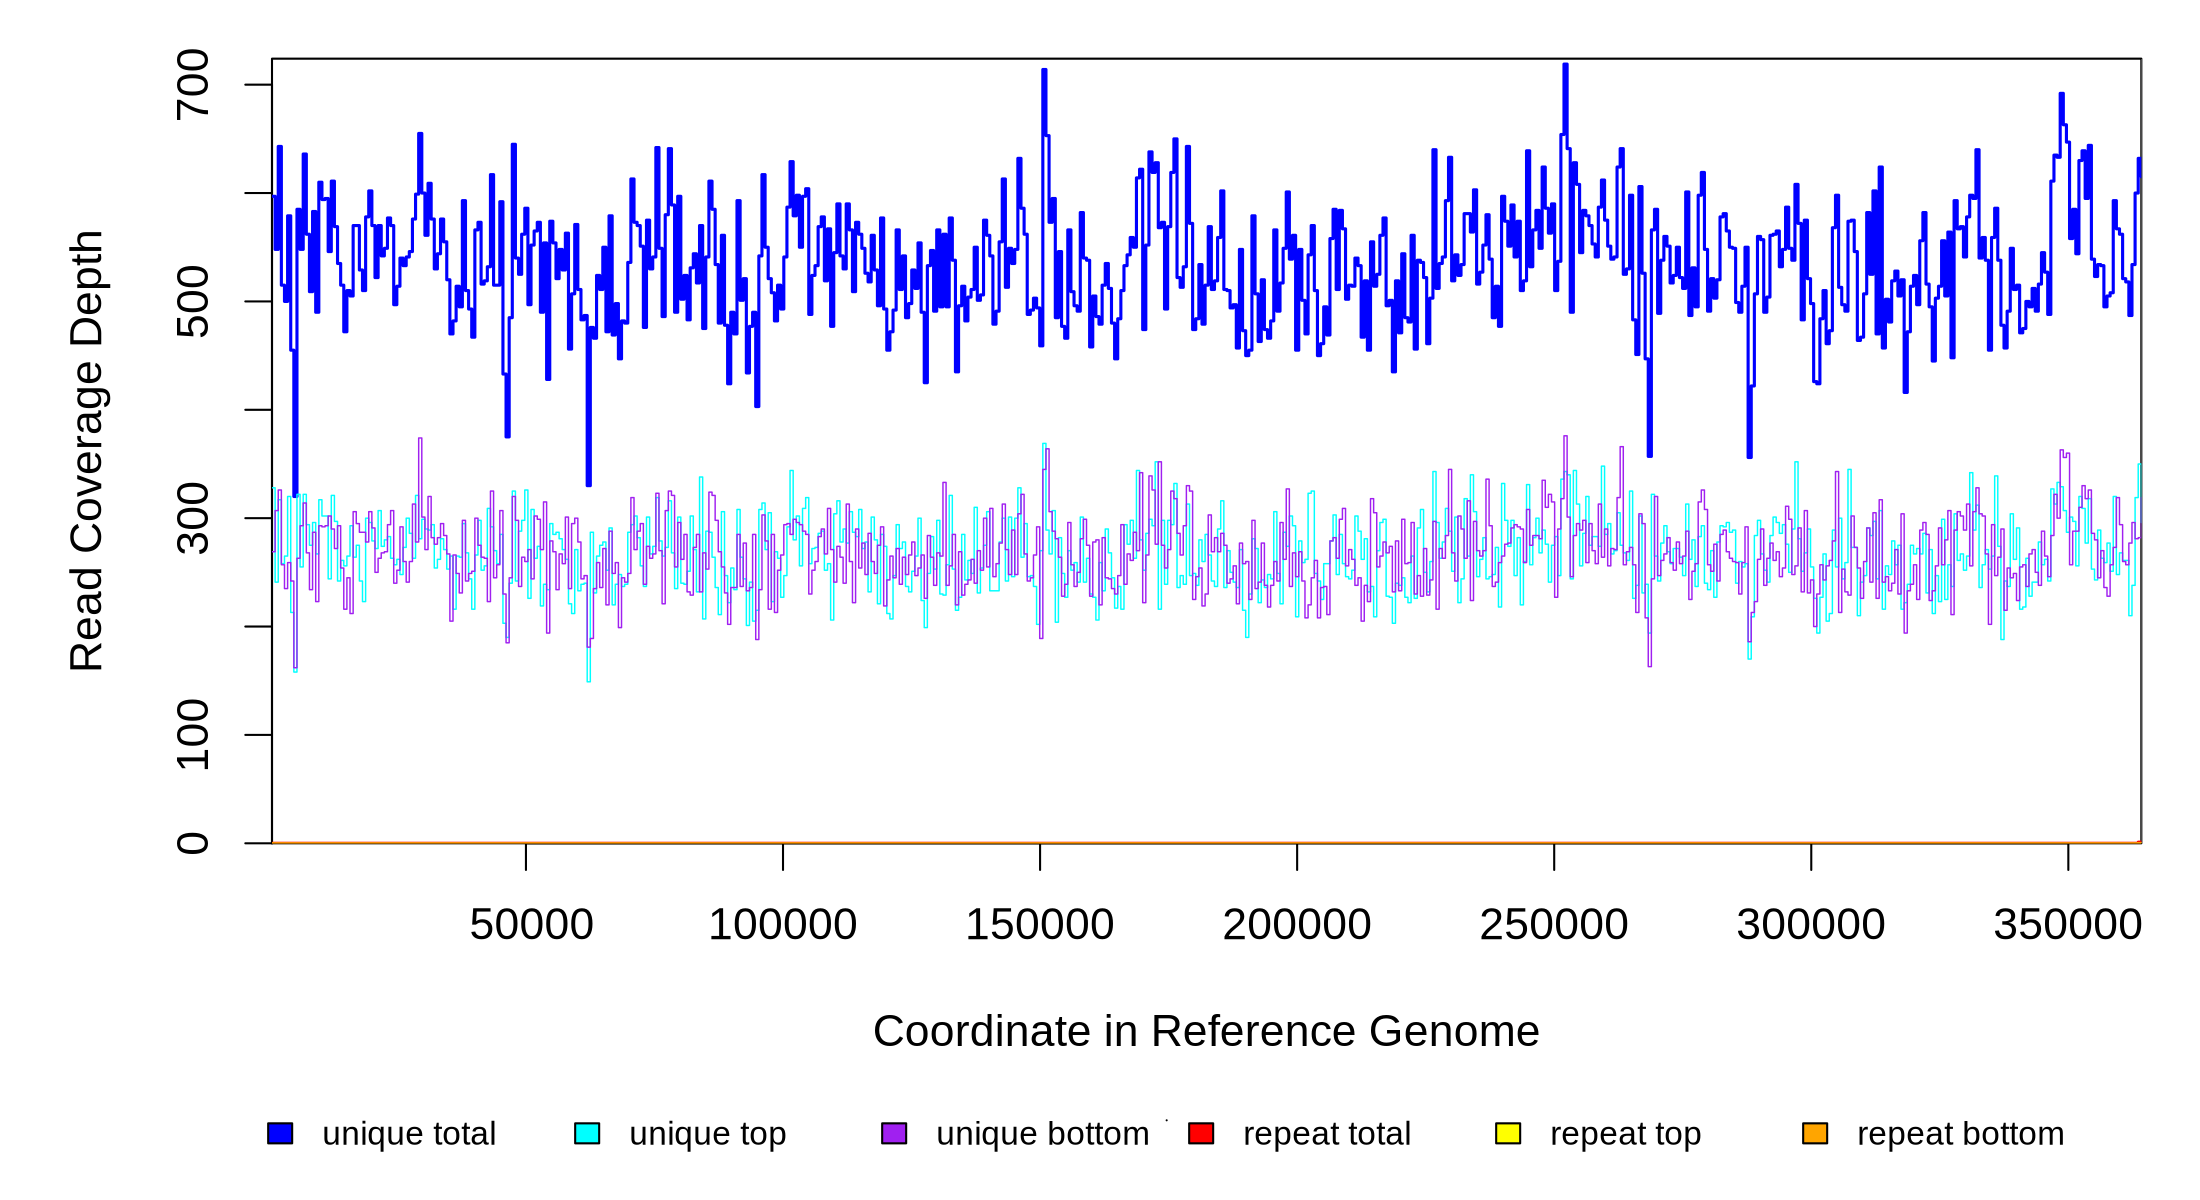 Read Coverage Depth
700
500
300
100
0
50000 100000 150000 200000 250000 300000 350000
Coordinate in Reference Genome
unique total unique top unique bottom repeat total repeat top repeat bottom